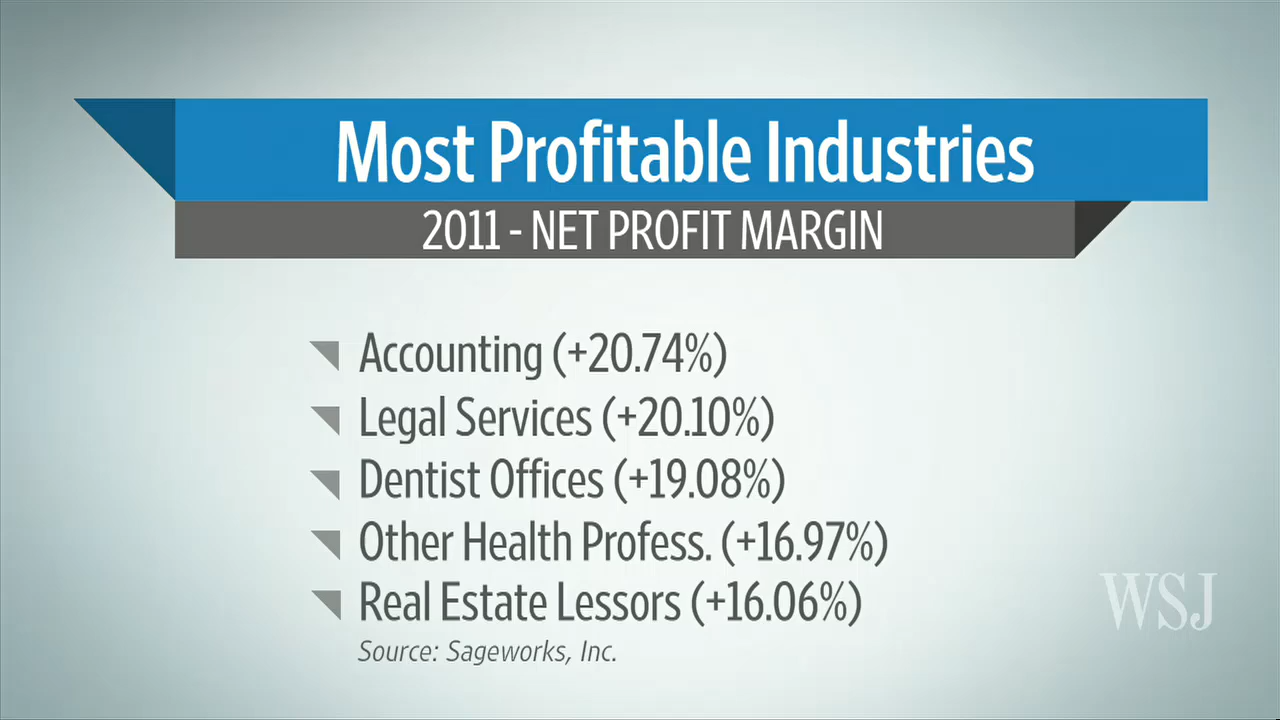 Most Profitable Industries
2011 - NET PROFIT MARGIN
Accounting (+20.74%)
Legal Services (+20.10%)
Dentist Offices (+19.08%)
Other Health Profess. (+16.97%)
Real Estate Lessors (+16.06%)
Source: Sageworks, Inc.
WSJ